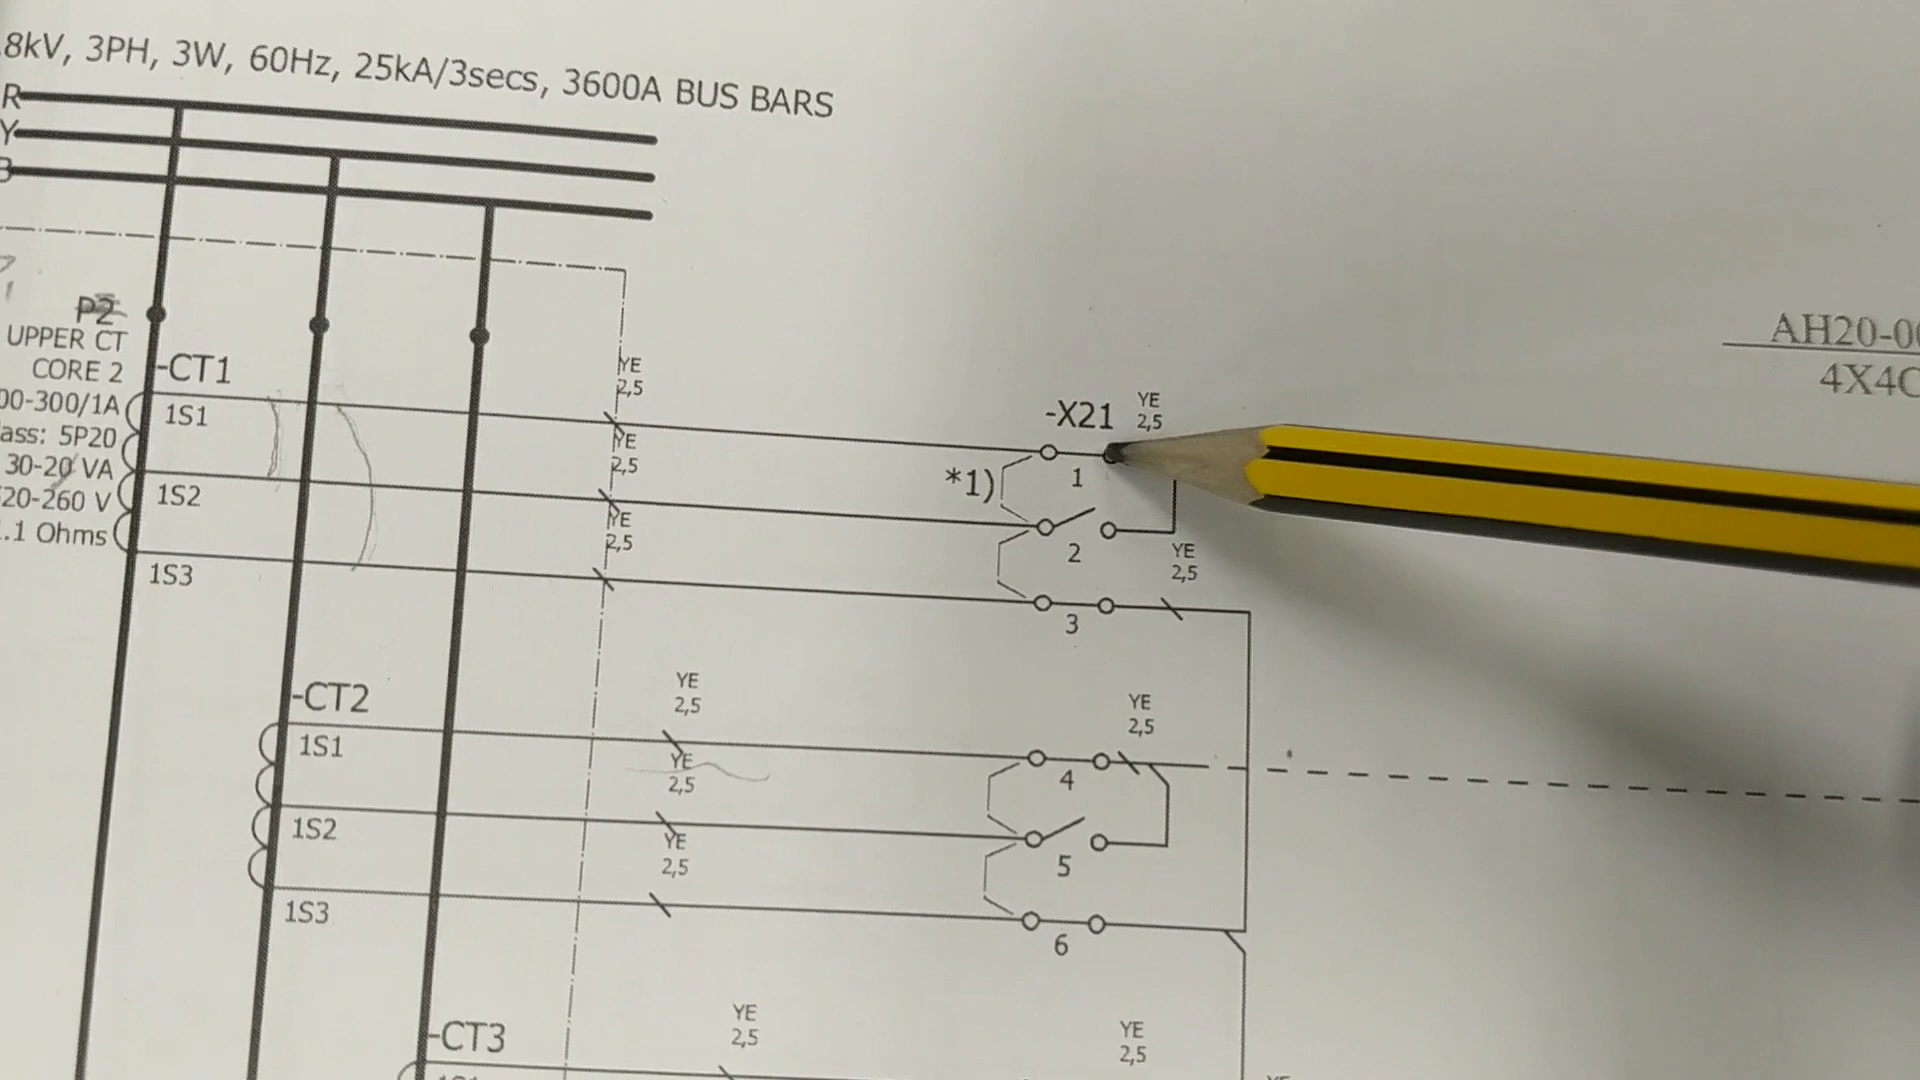 8kV, 3PH, 3W, 60Hz, 25kA/3secs, 3600A BUS BARS
R
Y
B
P2
UPPER CT
CORE 2
-CT1
00-300/1A
ass: 5P20
30-20 VA
20-260 V
.1 Ohms
1S1
1S2
1S3
YE
2,5
YE
2,5
YE
2,5
-X21
YE
2,5
*1)
1
2
YE
2,5
3
AH20-00
4X4C
-CT2
1S1
1S2
1S3
YE
2,5
YE
2,5
YE
2,5
YE
2,5
4
5
6
-CT3
YE
2,5
YE
2,5